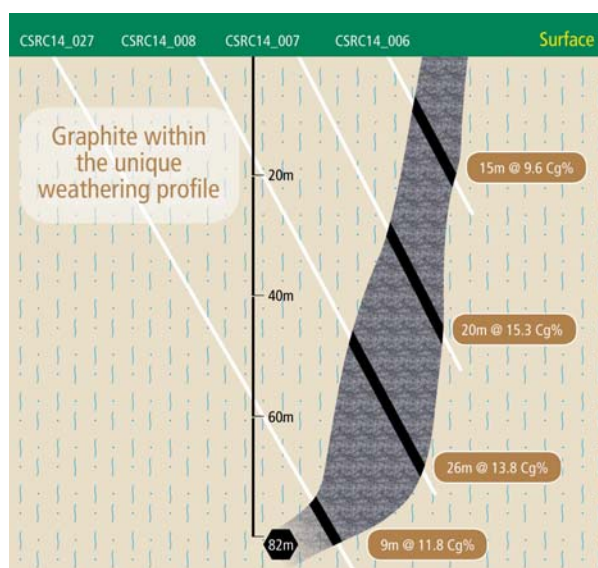 CSRC14_027 CSRC14_008 CSRC14_007 CSRC14_006 Surface
Graphite within
the unique
weathering profile
15m @ 9.6 Cg%
20m
40m
20m @ 15.3 Cg%
60m
26m @ 13.8 Cg%
82m
9m @ 11.8 Cg%